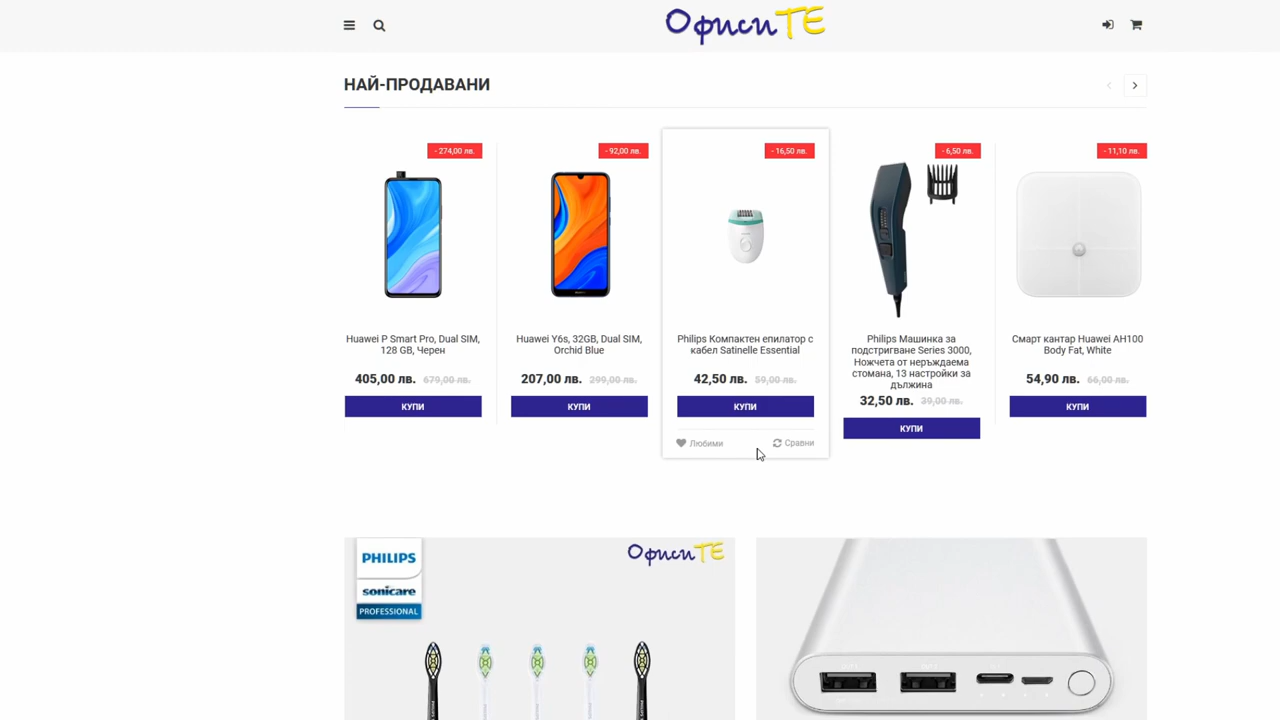 ОфисиТЕ
НАЙ-ПРОДАВАНИ
- 274,00 лв.
- 92,00 лв.
- 16,50 лв.
- 6,50 лв.
- 11,10 лв.
Huawei P Smart Pro, Dual SIM,
128 GB, Черен
405,00 лв. 679,00 лв.
КУПИ
Huawei Y6s, 32GB, Dual SIM,
Orchid Blue
207,00 лв. 299,00 лв.
КУПИ
Philips Компактен епилатор с
кабел Satinelle Essential
42,50 лв. 59,00 лв.
КУПИ
Любими
Сравни
Philips Машинка за
подстригване Series 3000,
Ножчета от неръждаема
стомана, 13 настройки за
дължина
32,50 лв. 39,00 лв.
КУПИ
Смарт кантар Huawei AH100
Body Fat, White
54,90 лв. 66,00 лв.
КУПИ
PHILIPS
sonicare
PROFESSIONAL
ОфисиТЕ